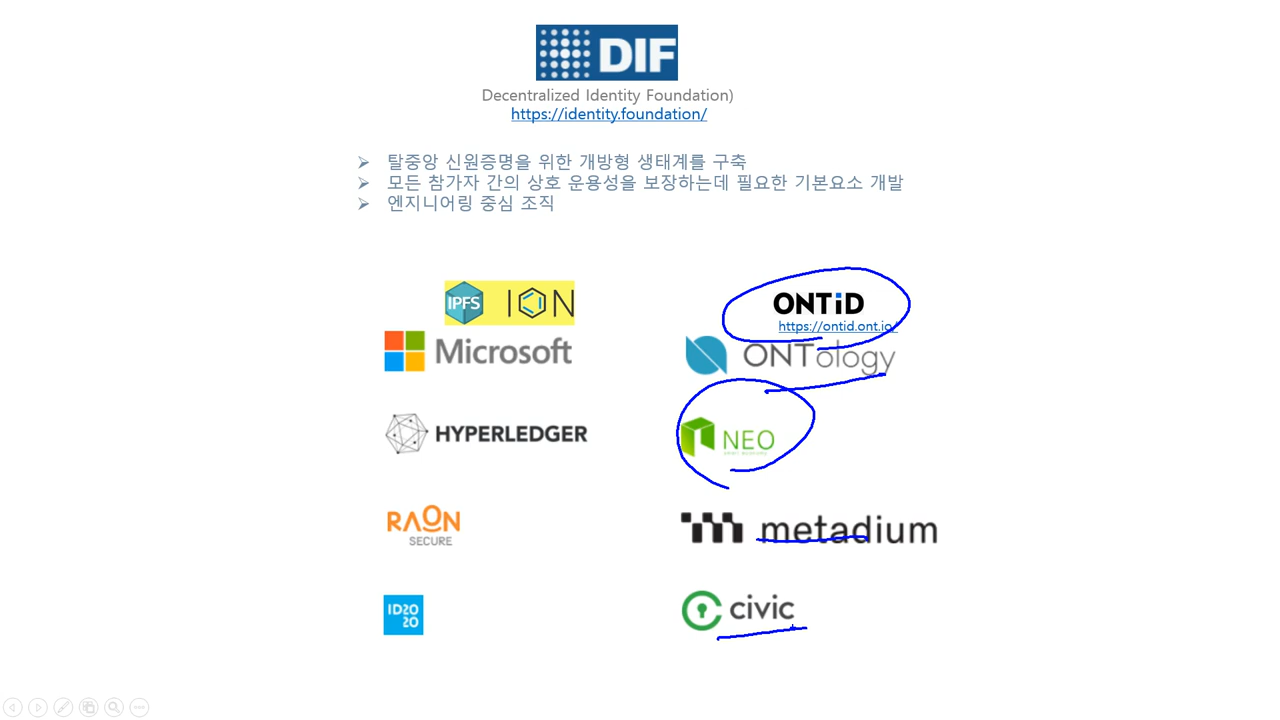 DIF
Decentralized Identity Foundation)
https://identity.foundation/
➢ 탈중앙 신원증명을 위한 개방형 생태계를 구축
➢ 모든 참가자 간의 상호 운용성을 보장하는데 필요한 기본요소 개발
➢ 엔지니어링 중심 조직
IPFS ION
Microsoft
HYPERLEDGER
RAON
SECURE
ID20
20
ONTiD
https://ontid.ont.io/
ONTology
NEO
smart economy
metadium
civic